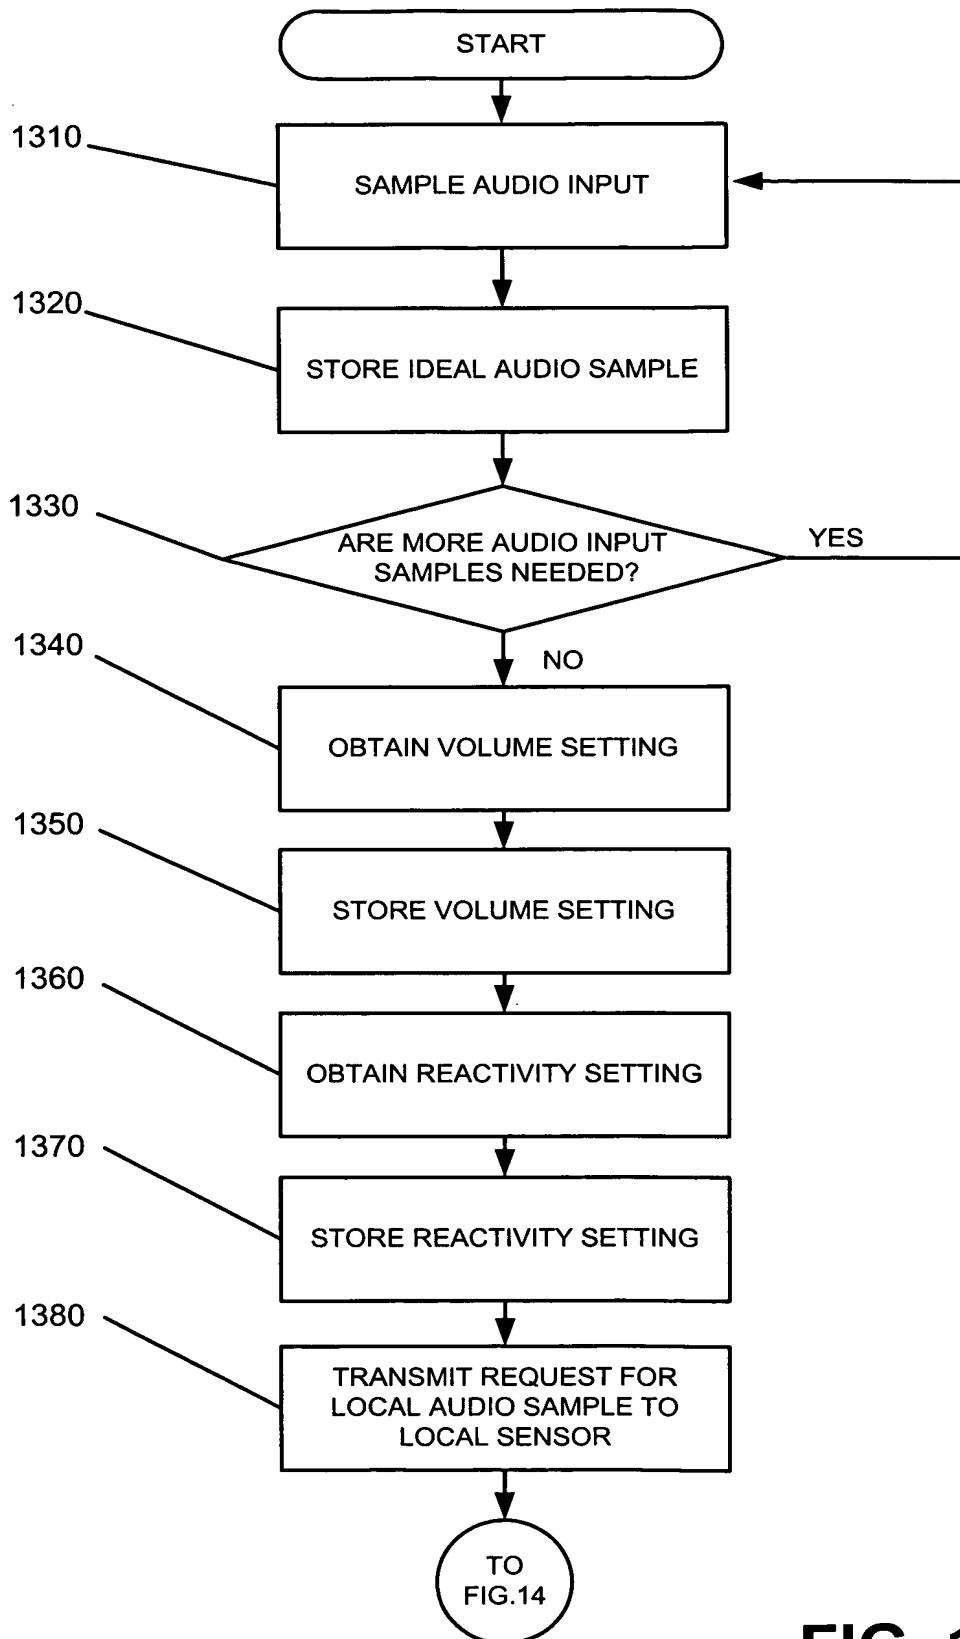 START
1310
SAMPLE AUDIO INPUT
1320
STORE IDEAL AUDIO SAMPLE
1330
ARE MORE AUDIO INPUT
SAMPLES NEEDED?
YES
NO
1340
OBTAIN VOLUME SETTING
1350
STORE VOLUME SETTING
1360
OBTAIN REACTIVITY SETTING
1370
STORE REACTIVITY SETTING
1380
TRANSMIT REQUEST FOR
LOCAL AUDIO SAMPLE TO
LOCAL SENSOR
TO
FIG.14
FIG.